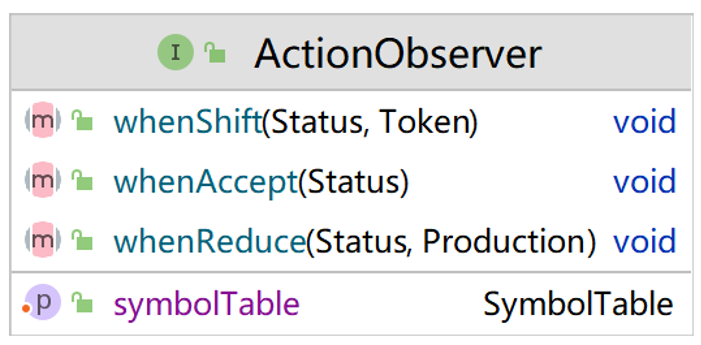 I ActionObserver
m whenShift(Status, Token) void
m whenAccept(Status) void
m whenReduce(Status, Production) void
p symbolTable SymbolTable